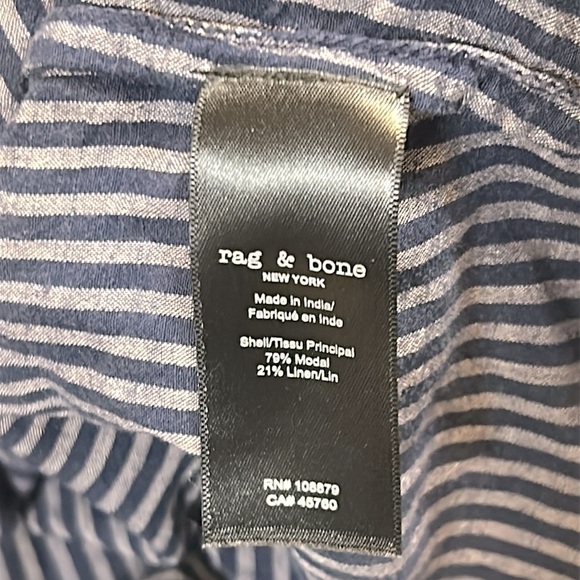 rag & bone
NEW YORK
Made in India/
Fabriqué en Inde
Shell/Tissu Principal
79% Modal
21% Linen/Lin
RN# 108679
CA# 45760